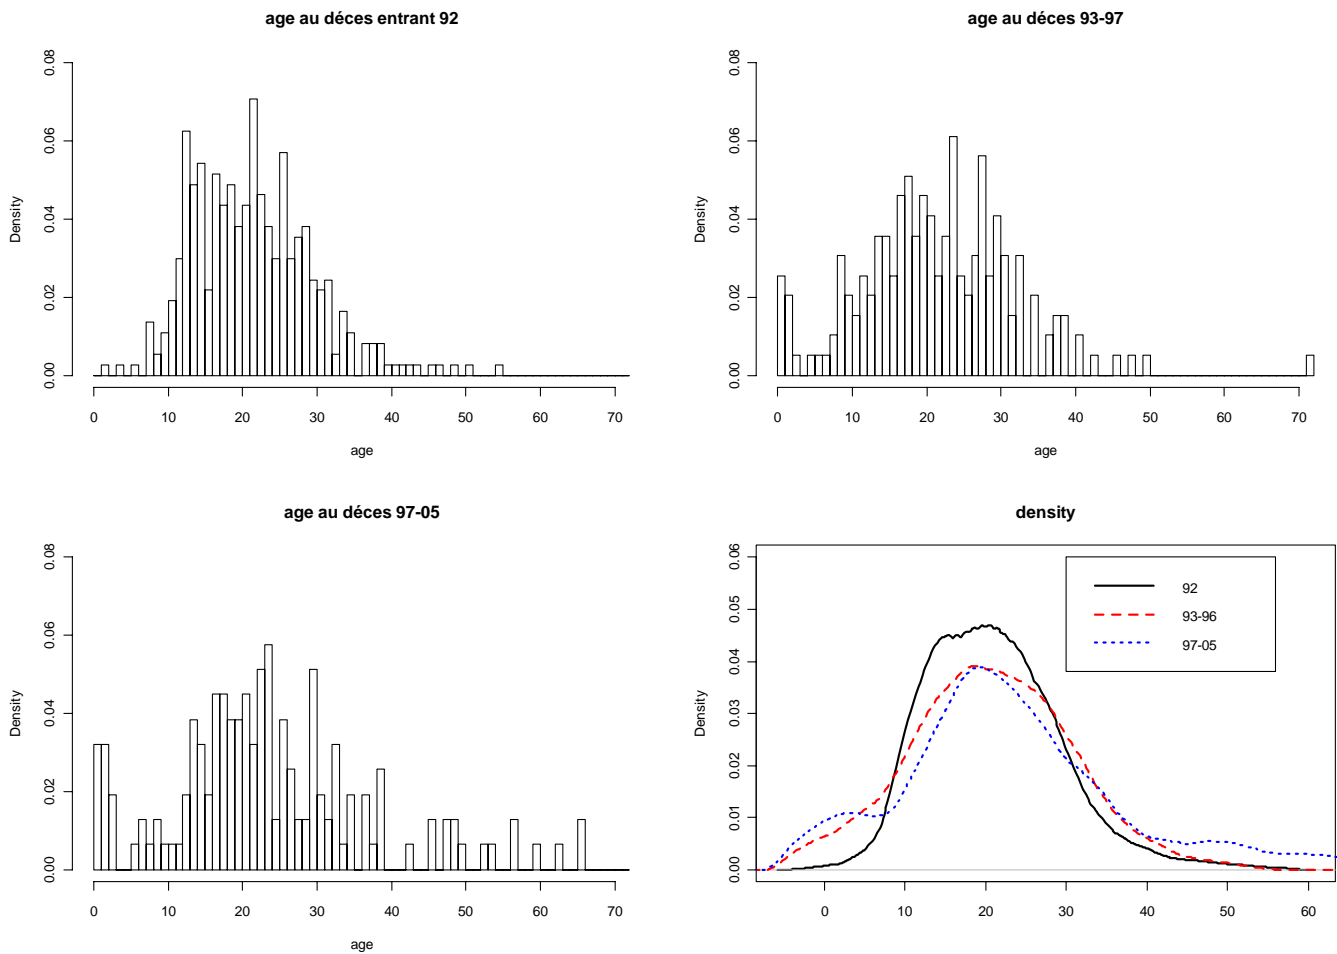 age au déces entrant 92
Density
0.00 0.02 0.04 0.06 0.08
0 10 20 30 40 50 60 70
age
age au déces 93-97
Density
0.00 0.02 0.04 0.06 0.08
0 10 20 30 40 50 60 70
age
age au déces 97-05
Density
0.00 0.02 0.04 0.06 0.08
0 10 20 30 40 50 60 70
age
density
Density
0.00 0.01 0.02 0.03 0.04 0.05 0.06
0 10 20 30 40 50 60
92
93-96
97-05